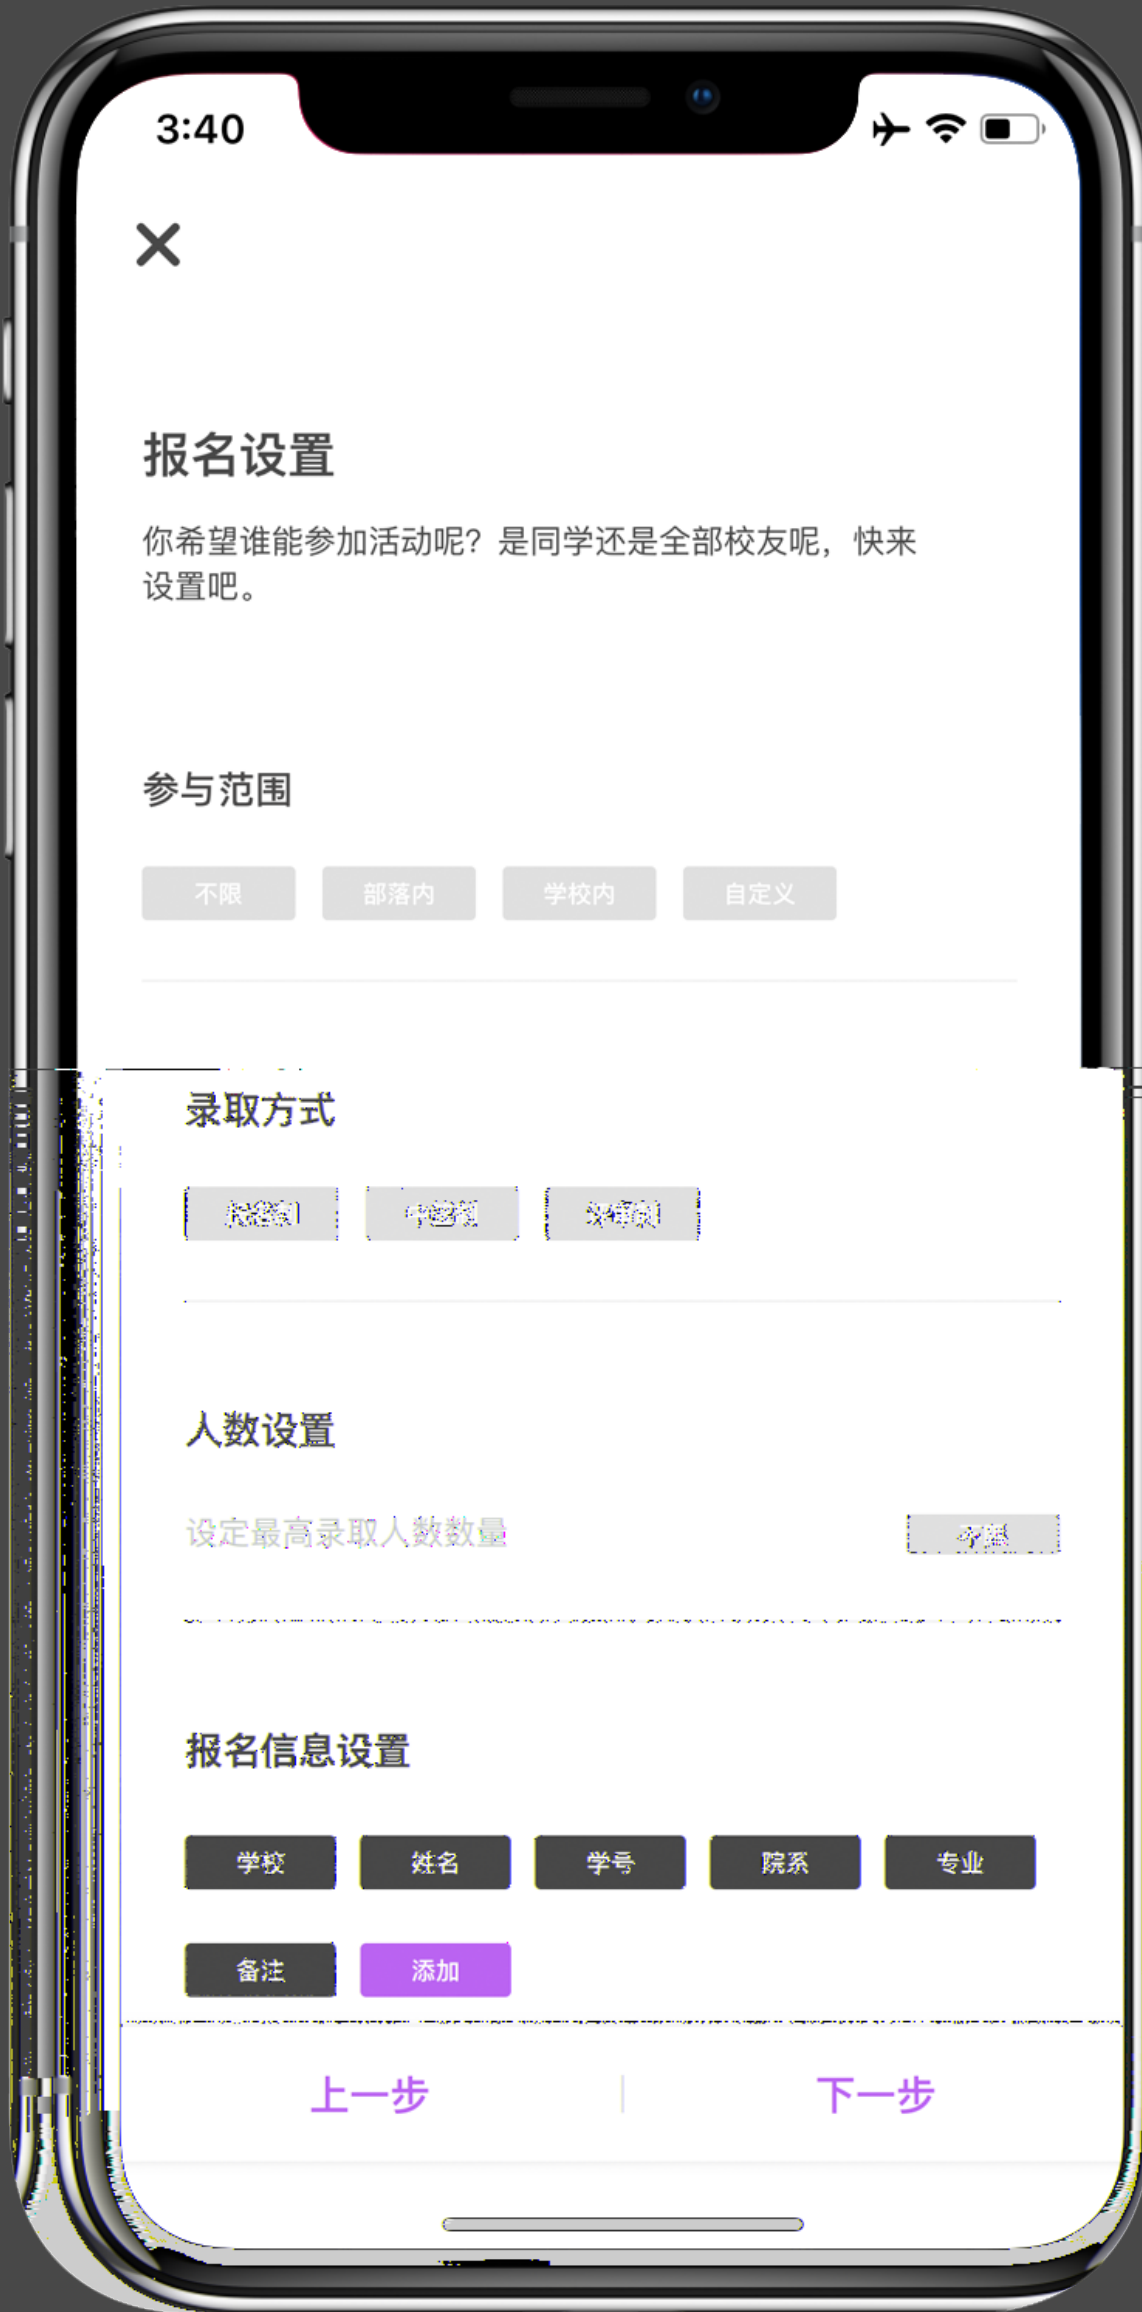 3:40
报名设置
你希望谁能参加活动呢？是同学还是全部校友呢，快来
设置吧。
参与范围
不限 部落内 学校内 自定义
录取方式
人数设置
设定最高录取人数数量
不限
报名信息设置
学校 姓名 学号 院系 专业
备注 添加
上一步 下一步